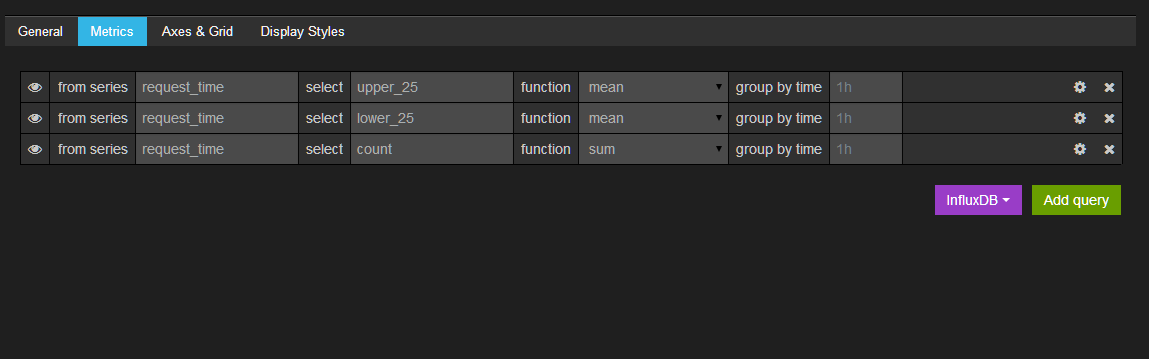 General Metrics Axes & Grid Display Styles
from series request_time select upper_25 function mean group by time 1h
from series request_time select lower_25 function mean group by time 1h
from series request_time select count function sum group by time 1h
InfluxDB Add query